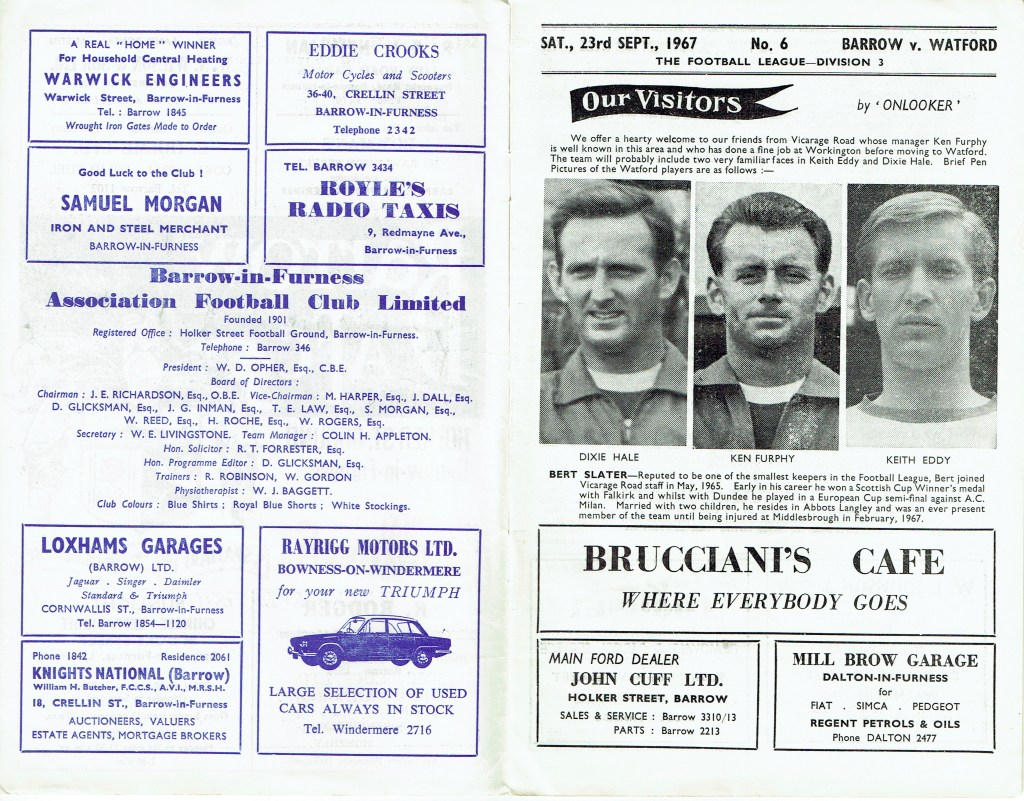 A REAL "HOME" WINNER
For Household Central Heating
WARWICK ENGINEERS
Warwick Street, Barrow-in-Furness
Tel. : Barrow 1845
Wrought Iron Gates Made to Order
EDDIE CROOKS
Motor Cycles and Scooters
36-40, CRELLIN STREET
BARROW-IN-FURNESS
Telephone 2342
Good Luck to the Club !
SAMUEL MORGAN
IRON AND STEEL MERCHANT
BARROW-IN-FURNESS
TEL. BARROW 3434
ROYLE'S
RADIO TAXIS
9, Redmayne Ave.,
Barrow-in-Furness
Barrow-in-Furness
Association Football Club Limited
Founded 1901
Registered Office : Holker Street Football Ground, Barrow-in-Furness.
Telephone : Barrow 346
President : W. D. OPHER, Esq., C.B.E.
Board of Directors :
Chairman : J. E. RICHARDSON, Esq., O.B.E. Vice-Chairman : M. HARPER, Esq., J. DALL, Esq.
D. GLICKSMAN, Esq., J. G. INMAN, Esq., T. E. LAW, Esq., S. MORGAN, Esq.,
W. REED, Esq., H. ROCHE, Esq., W. ROGERS, Esq.
Secretary : W. E. LIVINGSTONE. Team Manager : COLIN H. APPLETON.
Hon. Solicitor : R. T. FORRESTER, Esq.
Hon. Programme Editor : D. GLICKSMAN, Esq.
Trainers : R. ROBINSON, W. GORDON
Physiotherapist : W. J. BAGGETT.
Club Colours : Blue Shirts ; Royal Blue Shorts ; White Stockings.
LOXHAMS GARAGES
(BARROW) LTD.
Jaguar . Singer . Daimler
Standard & Triumph
CORNWALLIS ST., Barrow-in-Furness
Tel. Barrow 1854—1120
RAYRIGG MOTORS LTD.
BOWNESS-ON-WINDERMERE
for your new TRIUMPH
LARGE SELECTION OF USED
CARS ALWAYS IN STOCK
Tel. Windermere 2716
Phone 1842 Residence 2061
KNIGHTS NATIONAL (Barrow)
William H. Butcher, F.C.C.S., A.V.I., M.R.S.H.
18, CRELLIN ST., Barrow-in-Furness
AUCTIONEERS, VALUERS
ESTATE AGENTS, MORTGAGE BROKERS
SAT., 23rd SEPT., 1967 No. 6 BARROW v. WATFORD
THE FOOTBALL LEAGUE—DIVISION 3
Our Visitors
by 'ONLOOKER'
We offer a hearty welcome to our friends from Vicarage Road whose manager Ken Furphy
is well known in this area and who has done a fine job at Workington before moving to Watford.
The team will probably include two very familiar faces in Keith Eddy and Dixie Hale. Brief Pen
Pictures of the Watford players are as follows :—
DIXIE HALE
KEN FURPHY
KEITH EDDY
BERT SLATER—Reputed to be one of the smallest keepers in the Football League, Bert joined
Vicarage Road staff in May, 1965. Early in his career he won a Scottish Cup Winner's medal
with Falkirk and whilst with Dundee he played in a European Cup semi-final against A.C.
Milan. Married with two children, he resides in Abbots Langley and was an ever present
member of the team until being injured at Middlesbrough in February, 1967.
BRUCCIANI'S CAFE
WHERE EVERYBODY GOES
MAIN FORD DEALER
JOHN CUFF LTD.
HOLKER STREET, BARROW
SALES & SERVICE : Barrow 3310/13
PARTS : Barrow 2213
MILL BROW GARAGE
DALTON-IN-FURNESS
for
FIAT . SIMCA . PEDGEOT
REGENT PETROLS & OILS
Phone DALTON 2477